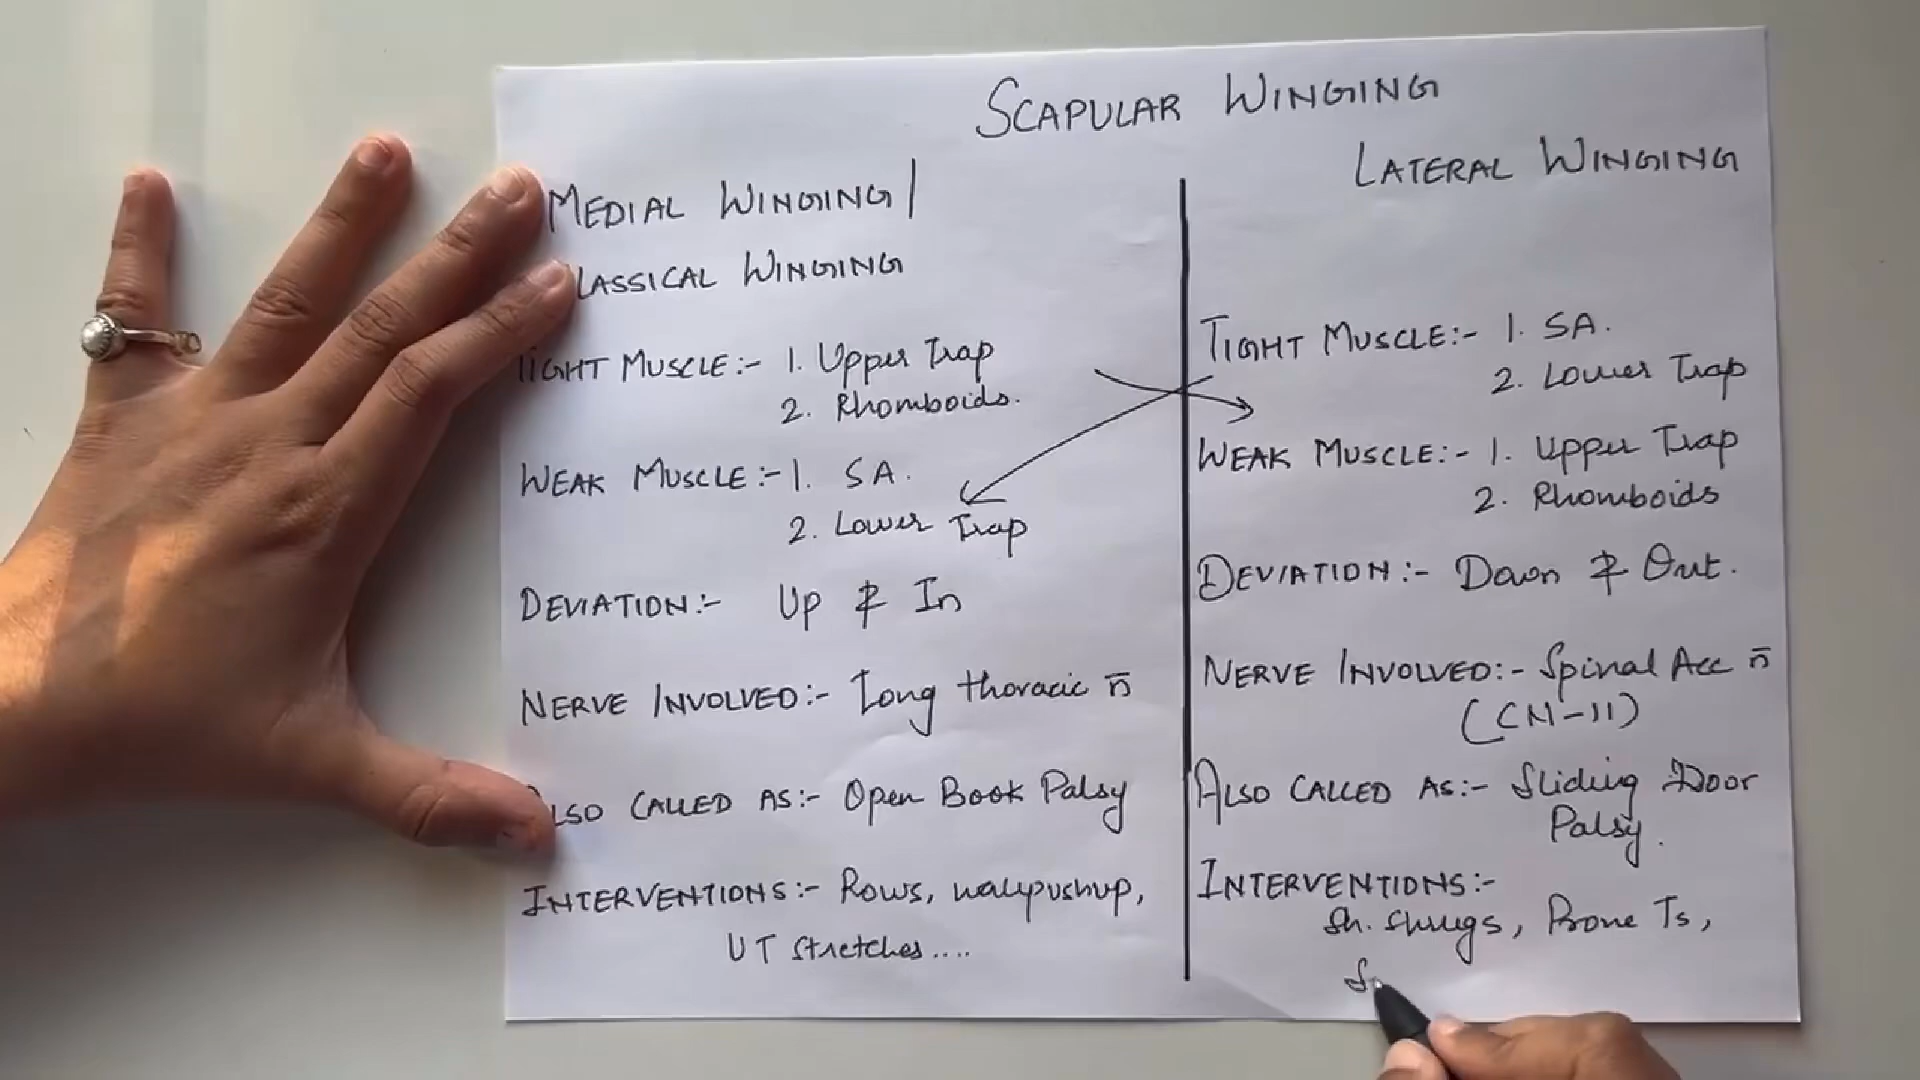 SCAPULAR WINGING
MEDIAL WINGING/
LASSICAL WINGING
TIGHT MUSCLE:- 1. Upper Trap
2. Rhomboids.
WEAK MUSCLE:- 1. SA.
2. Lower Trap
DEVIATION:- Up & In
NERVE INVOLVED:- Long thoracic n̄
ALSO CALLED AS:- Open Book Palsy
INTERVENTIONS:- Rows, wallpushup,
UT stretches....
LATERAL WINGING
TIGHT MUSCLE:- 1. SA.
2. Lower Trap
WEAK MUSCLE:- 1. Upper Trap
2. Rhomboids
DEVIATION:- Down & Out.
NERVE INVOLVED:- Spinal Acc n̄
(CN-11)
ALSO CALLED AS:- Sliding Door
Palsy.
INTERVENTIONS:-
Sh. Shrugs, Prone Ts,
S